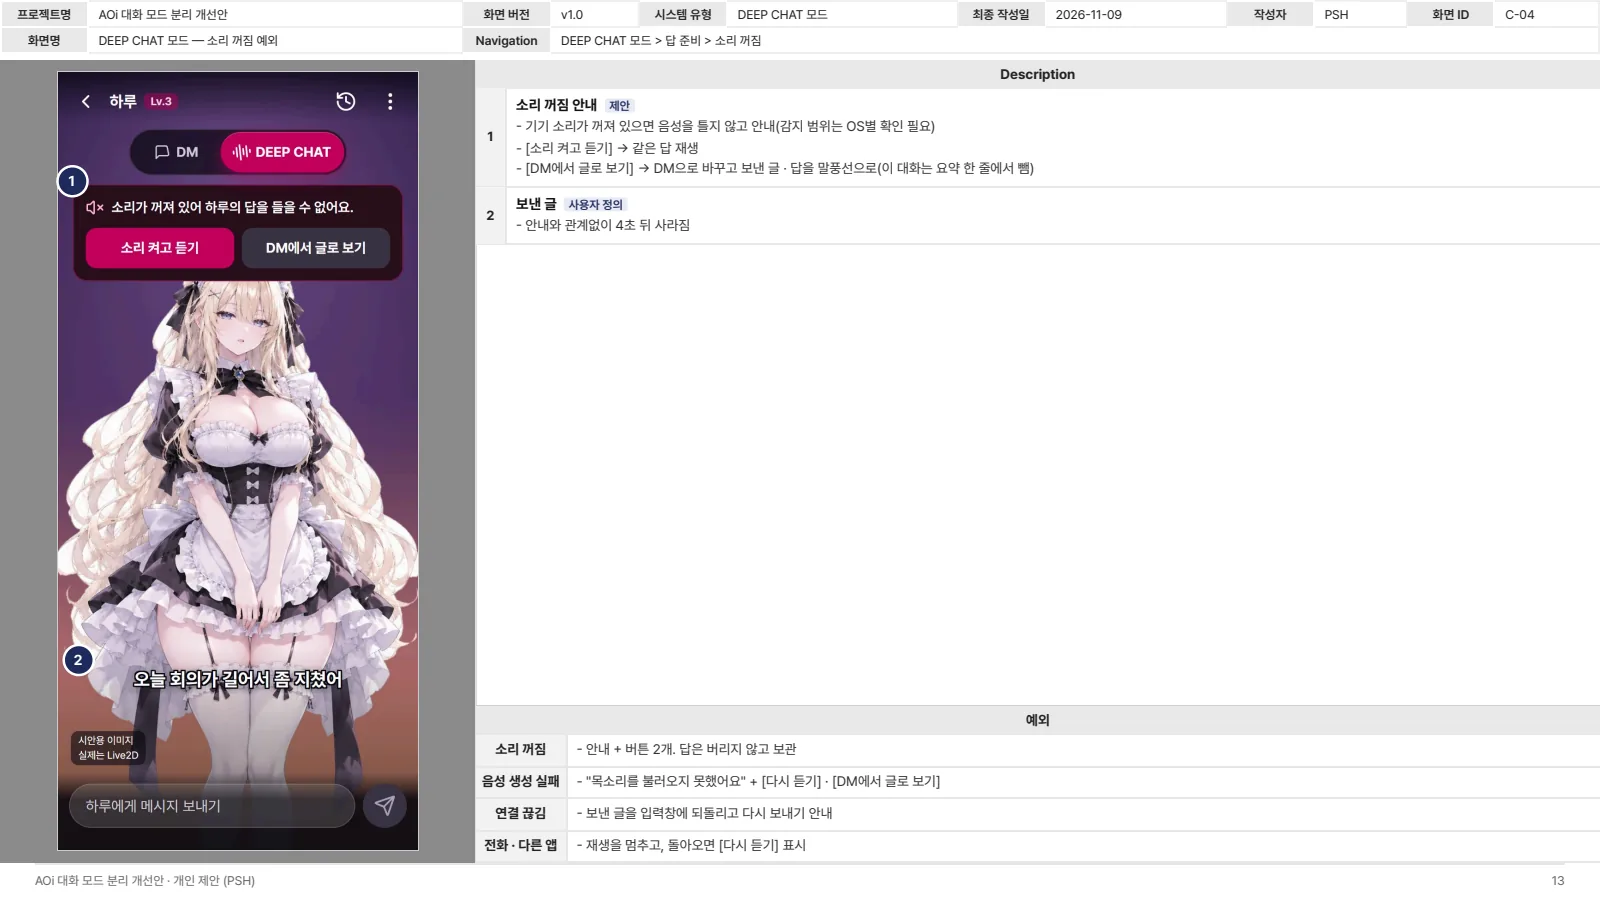 프로젝트명 AOi 대화 모드 분리 개선안 화면 버전 v1.0 시스템 유형 DEEP CHAT 모드 최종 작성일 2026-11-09 작성자 PSH 화면 ID C-04
화면명 DEEP CHAT 모드 — 소리 꺼짐 예외 Navigation DEEP CHAT 모드 > 답 준비 > 소리 꺼짐
하루 Lv.3
DM DEEP CHAT
1
소리가 꺼져 있어 하루의 답을 들을 수 없어요.
소리 켜고 듣기 DM에서 글로 보기
2
오늘 회의가 길어서 좀 지쳤어
시안용 이미지
실제는 Live2D
하루에게 메시지 보내기
Description
1
소리 꺼짐 안내 제안
- 기기 소리가 꺼져 있으면 음성을 틀지 않고 안내(감지 범위는 OS별 확인 필요)
- [소리 켜고 듣기] → 같은 답 재생
- [DM에서 글로 보기] → DM으로 바꾸고 보낸 글 · 답을 말풍선으로(이 대화는 요약 한 줄에서 뺌)
2
보낸 글 사용자 정의
- 안내와 관계없이 4초 뒤 사라짐
예외
소리 꺼짐 - 안내 + 버튼 2개. 답은 버리지 않고 보관
음성 생성 실패 - "목소리를 불러오지 못했어요" + [다시 듣기] · [DM에서 글로 보기]
연결 끊김 - 보낸 글을 입력창에 되돌리고 다시 보내기 안내
전화 · 다른 앱 - 재생을 멈추고, 돌아오면 [다시 듣기] 표시
AOi 대화 모드 분리 개선안 · 개인 제안 (PSH) 13